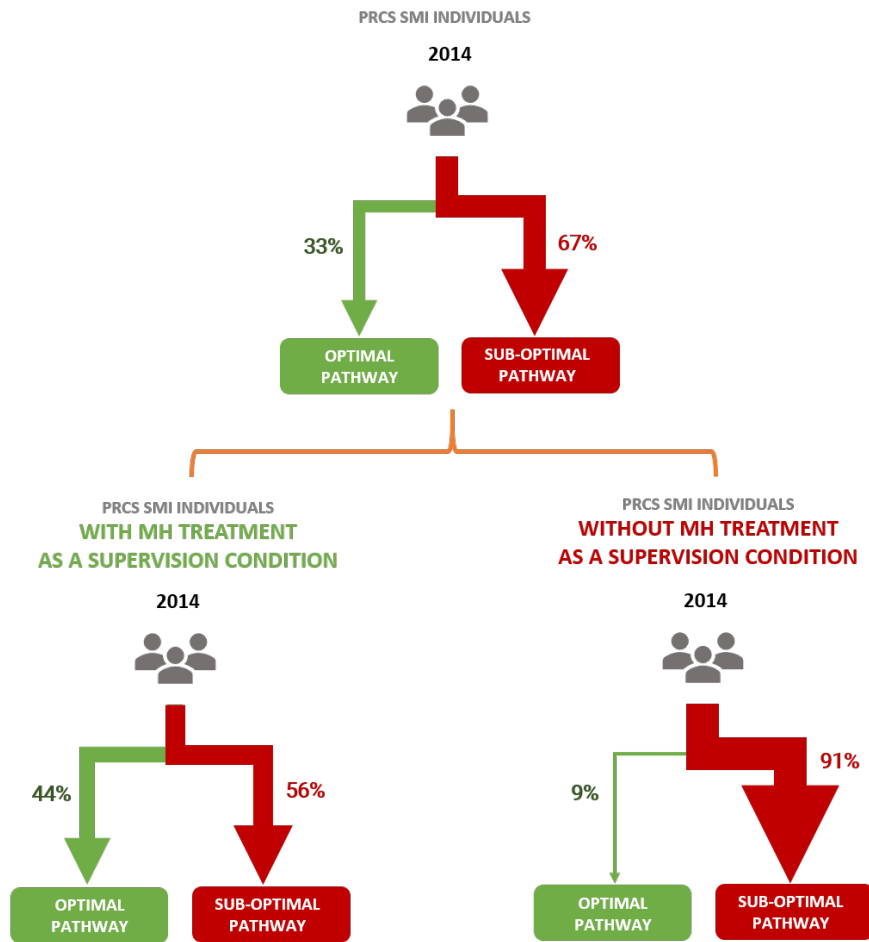 PRCS SMI INDIVIDUALS
2014
33%
67%
OPTIMAL
PATHWAY
SUB-OPTIMAL
PATHWAY
PRCS SMI INDIVIDUALS
WITH MH TREATMENT
AS A SUPERVISION CONDITION
2014
44%
56%
OPTIMAL
PATHWAY
SUB-OPTIMAL
PATHWAY
PRCS SMI INDIVIDUALS
WITHOUT MH TREATMENT
AS A SUPERVISION CONDITION
2014
9%
91%
OPTIMAL
PATHWAY
SUB-OPTIMAL
PATHWAY